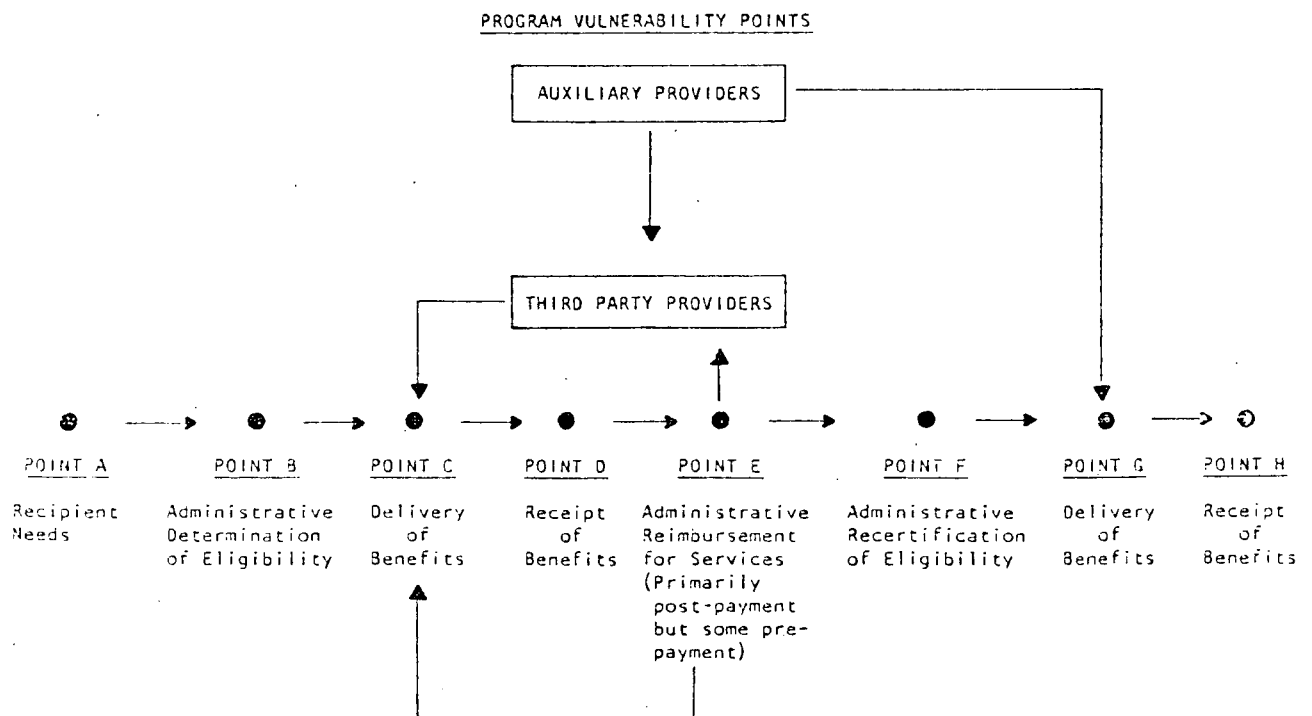 PROGRAM VULNERABILITY POINTS
AUXILIARY PROVIDERS
THIRD PARTY PROVIDERS
POINT A
Recipient
Needs
POINT B
Administrative
Determination
of Eligibility
POINT C
Delivery
of
Benefits
POINT D
Receipt
of
Benefits
POINT E
Administrative
Reimbursement
for Services
(Primarily
post-payment
but some pre-
payment)
POINT F
Administrative
Recertification
of Eligibility
POINT G
Delivery
of
Benefits
POINT H
Receipt
of
Benefits